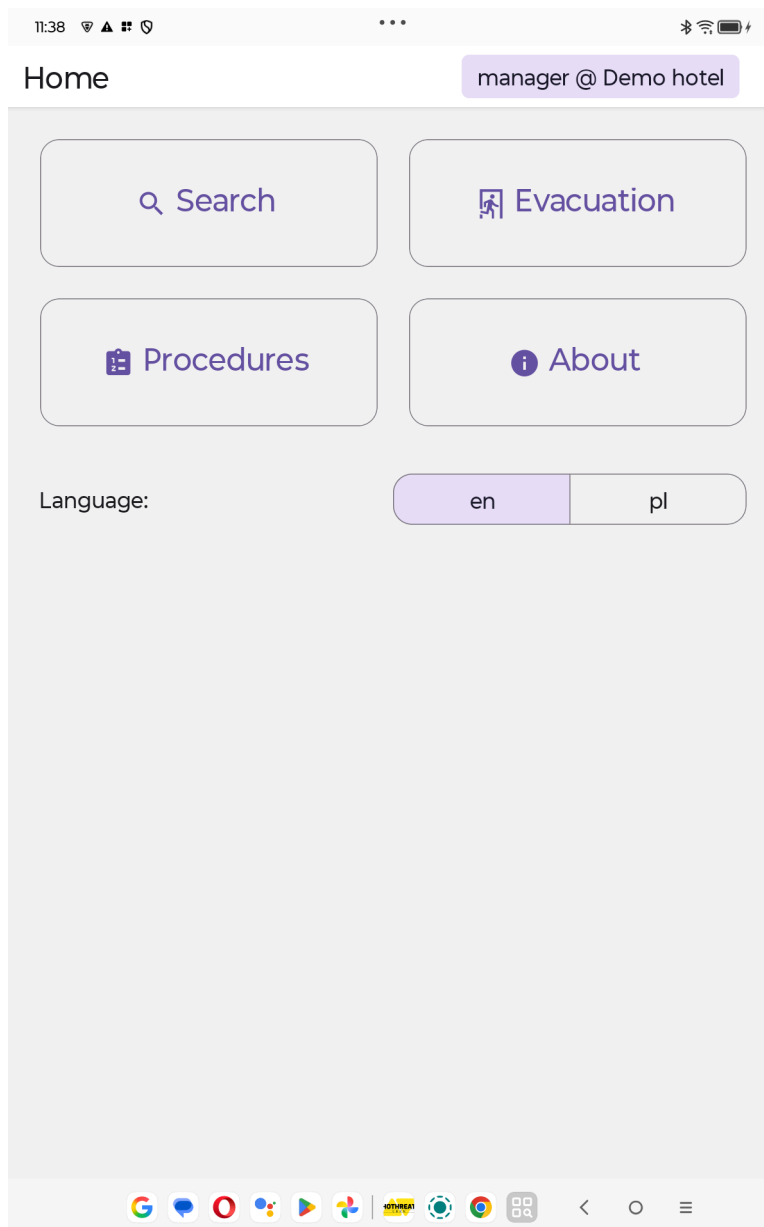 11:38
Home
manager @ Demo hotel
Search
Evacuation
Procedures
About
Language:
en
pl